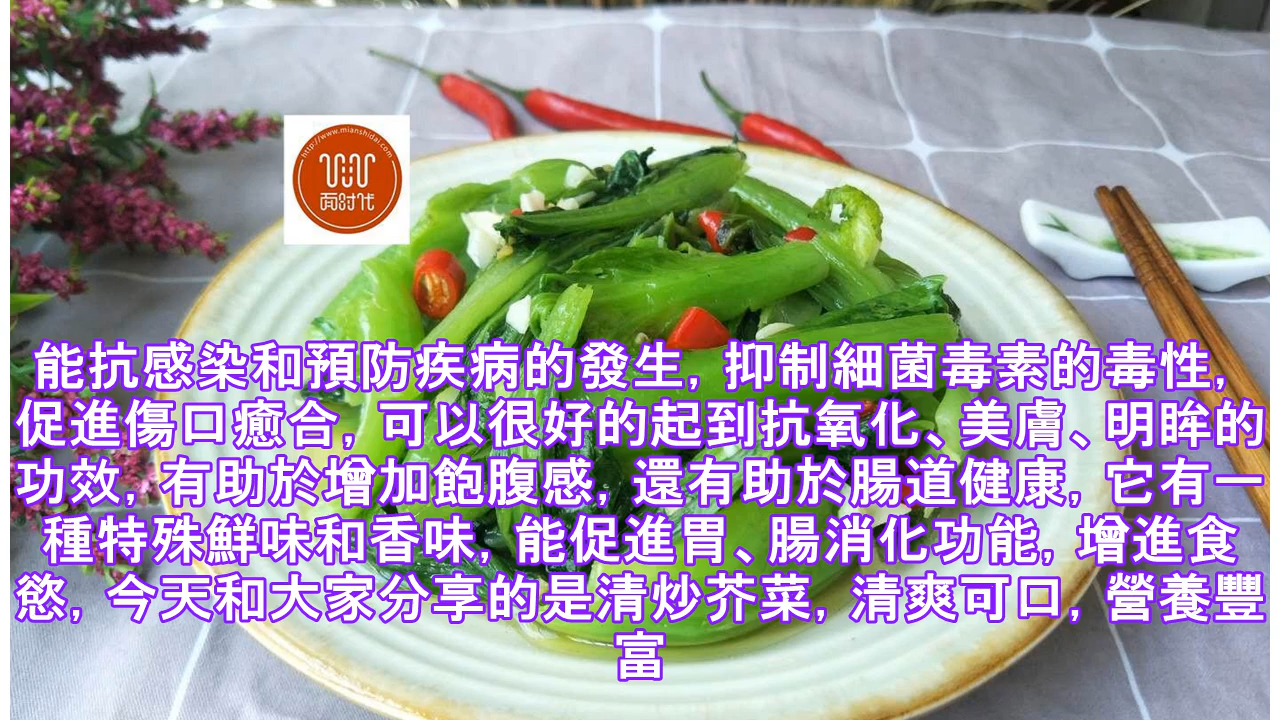 http://www.mianshidai.com
面时代
能抗感染和預防疾病的發生, 抑制細菌毒素的毒性,
促進傷口癒合, 可以很好的起到抗氧化、美膚、明眸的
功效, 有助於增加飽腹感, 還有助於腸道健康, 它有一
種特殊鮮味和香味, 能促進胃、腸消化功能, 增進食
慾, 今天和大家分享的是清炒芥菜, 清爽可口, 營養豐
富